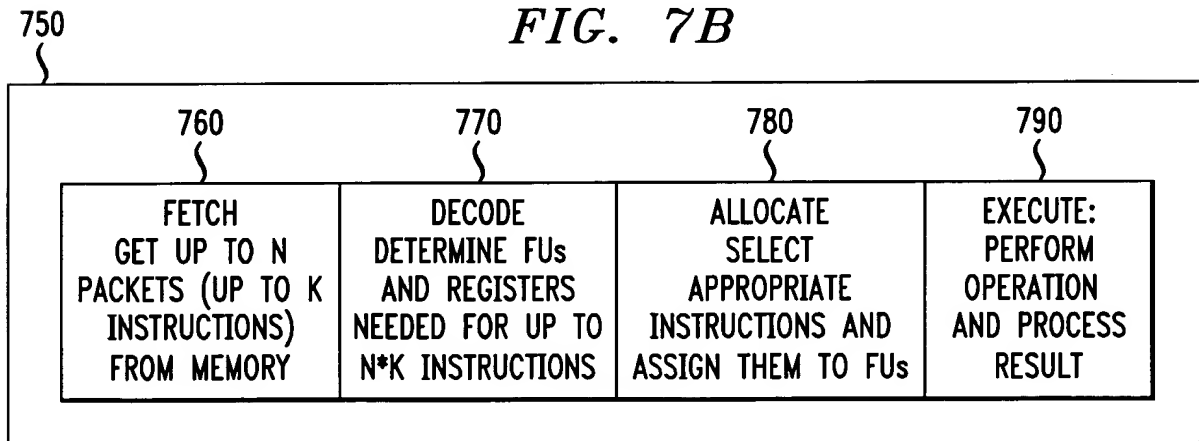 FIG. 7B
750
760
770
780
790
FETCH
GET UP TO N
PACKETS (UP TO K
INSTRUCTIONS)
FROM MEMORY
DECODE
DETERMINE FUs
AND REGISTERS
NEEDED FOR UP TO
N*K INSTRUCTIONS
ALLOCATE
SELECT
APPROPRIATE
INSTRUCTIONS AND
ASSIGN THEM TO FUs
EXECUTE:
PERFORM
OPERATION
AND PROCESS
RESULT